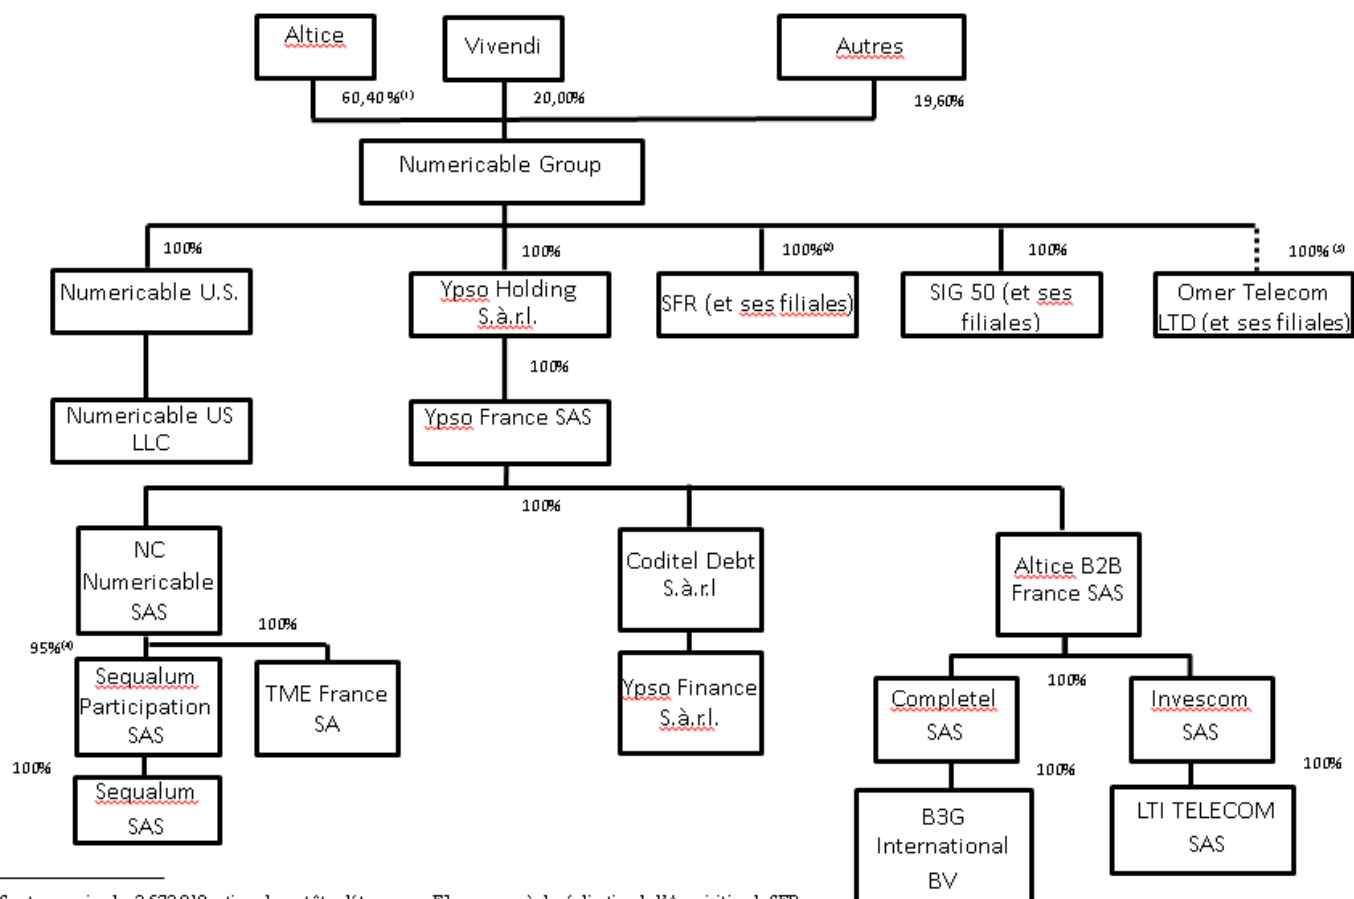 Altice
Vivendi
Autres
60,40%(1)
20,00%
19,60%
Numericable Group
100%
100%
100%(2)
100%
100% (3)
Numericable U.S.
Ypso Holding
S.à.r.l.
SFR (et ses filiales)
SIG 50 (et ses
filiales)
Omer Telecom
LTD (et ses filiales)
100%
Numericable US
LLC
Ypso France SAS
100%
NC
Numericable
SAS
Coditel Debt
S.à.r.l
Altice B2B
France SAS
95%(4)
100%
100%
Sequalum
Participation
SAS
TME France
SA
Ypso Finance
S.à.r.l.
Completel
SAS
Invescom
SAS
100%
100%
100%
Sequalum
SAS
B3G
International
BV
LTI TELECOM
SAS